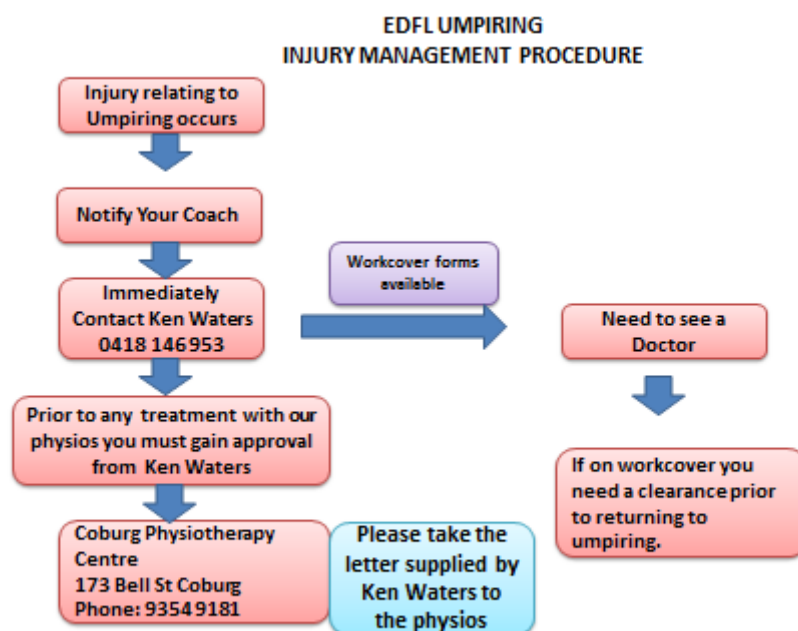 EDFL UMPIRING
INJURY MANAGEMENT PROCEDURE
Injury relating to
Umpiring occurs
Notify Your Coach
Immediately
Contact Ken Waters
0418 146 953
Workcover forms
available
Need to see a
Doctor
Prior to any treatment with our
physios you must gain approval
from Ken Waters
If on workcover you
need a clearance prior
to returning to
umpiring.
Coburg Physiotherapy
Centre
173 Bell St Coburg
Phone: 9354 9181
Please take the
letter supplied by
Ken Waters to
the physios